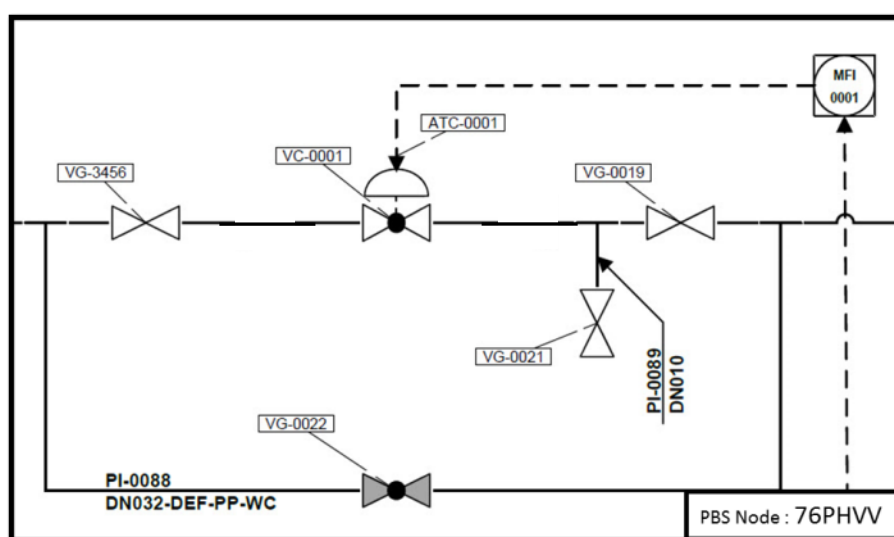 MFI
0001
ATC-0001
VC-0001
VG-3456
VG-0019
VG-0021
PI-0089
DN010
VG-0022
PI-0088
DN032-DEF-PP-WC
PBS Node : 76PHVV